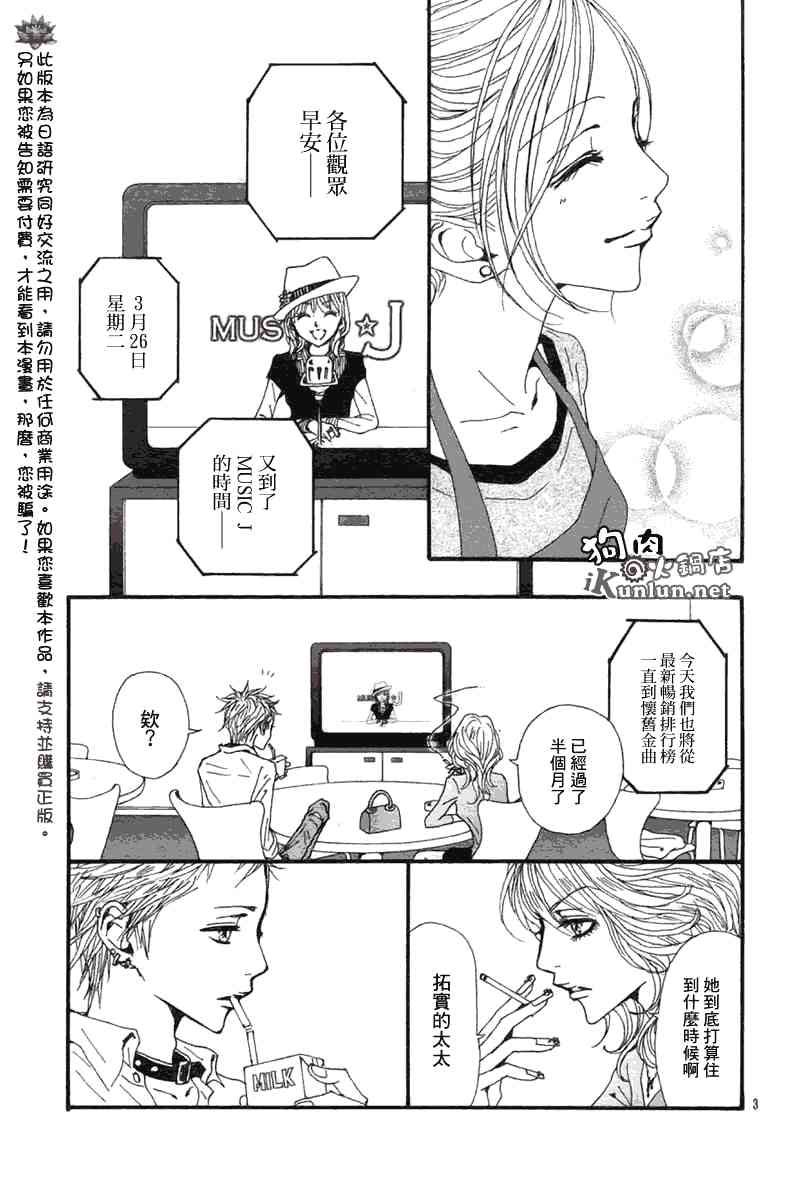 各位觀眾
早安——
3月26日
星期二
MUSIC☆J
又到了
MUSIC J
的時間——
狗肉火鍋店
iKunlun.net
今天我們也將從
最新暢銷排行榜
一直到懷舊金曲
已經過了
半個月了
欸？
她到底打算住
到什麼時候啊
拓實的太太
MILK
3
此版本為日語研究同好交流之用，請勿用於任何商業用途。如果您喜歡本作品，請支持並購買正版。
另如果您被告知需要付費，才能看到本漫畫，那麼，您被騙了！